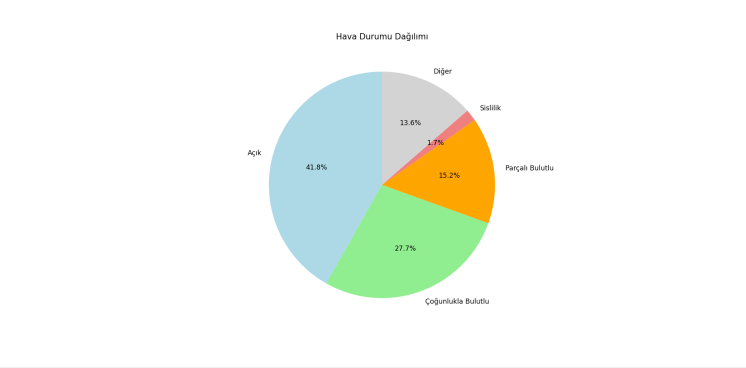 Hava Durumu Dağılımı
Diğer
Sislilik
13.6%
1.7%
Açık
41.8%
15.2%
Parçalı Bulutlu
27.7%
Çoğunlukla Bulutlu